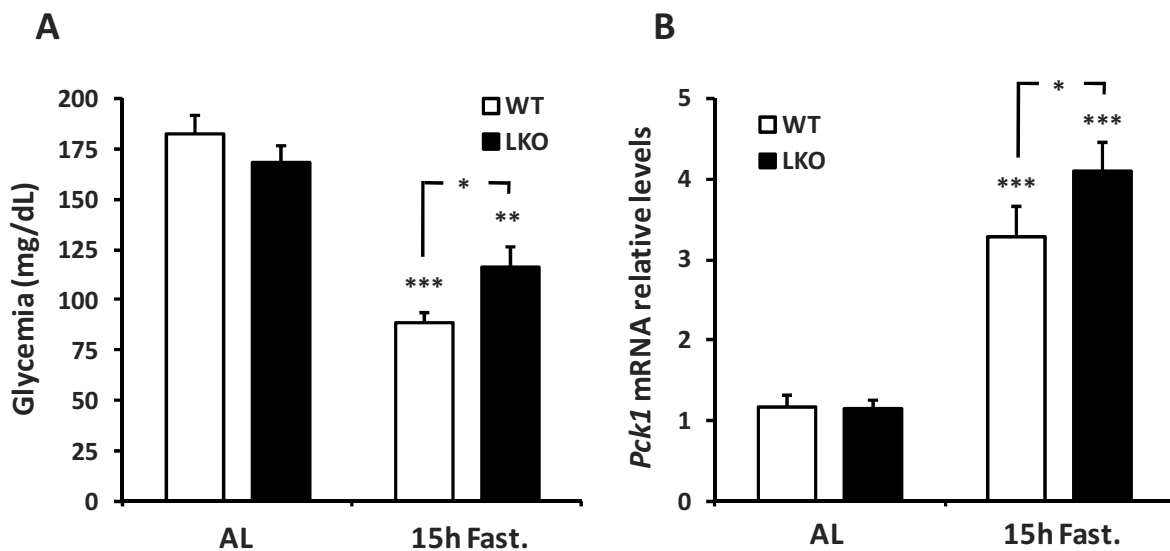 A
Glycemia (mg/dL)
200
175
150
125
100
75
50
25
0
WT
LKO
*
**
***
AL
15h Fast.
B
Pck1 mRNA relative levels
5
4
3
2
1
0
WT
LKO
*
***
***
AL
15h Fast.